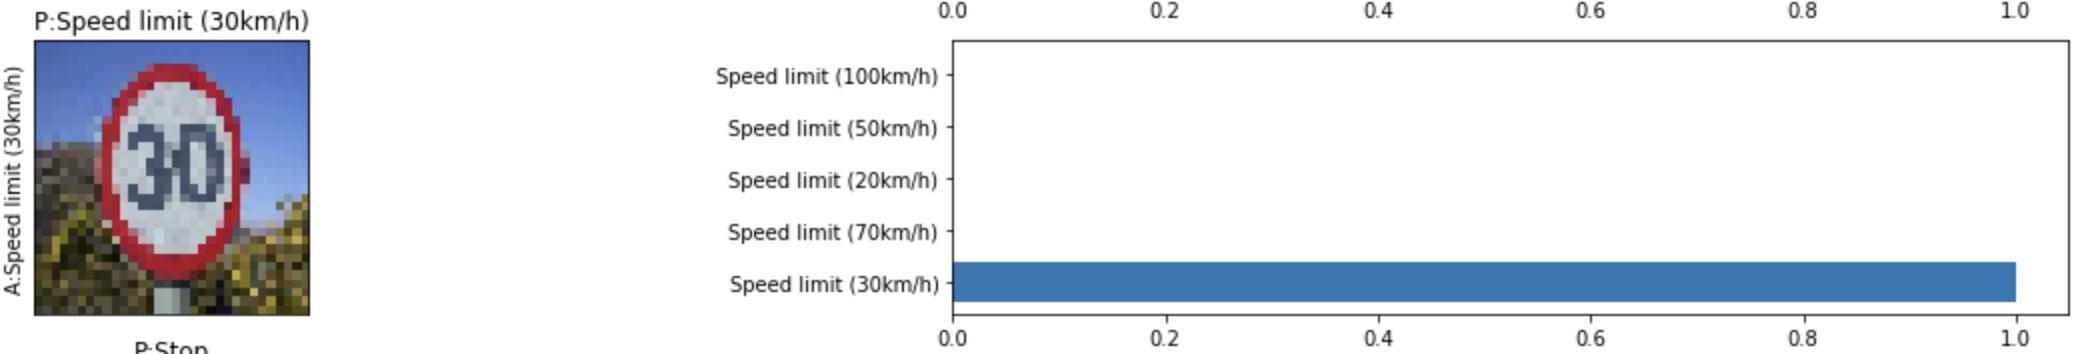 0.0 0.2 0.4 0.6 0.8 1.0
P:Speed limit (30km/h)
A:Speed limit (30km/h)
30
Speed limit (100km/h)
Speed limit (50km/h)
Speed limit (20km/h)
Speed limit (70km/h)
Speed limit (30km/h)
0.0 0.2 0.4 0.6 0.8 1.0
P:Stop